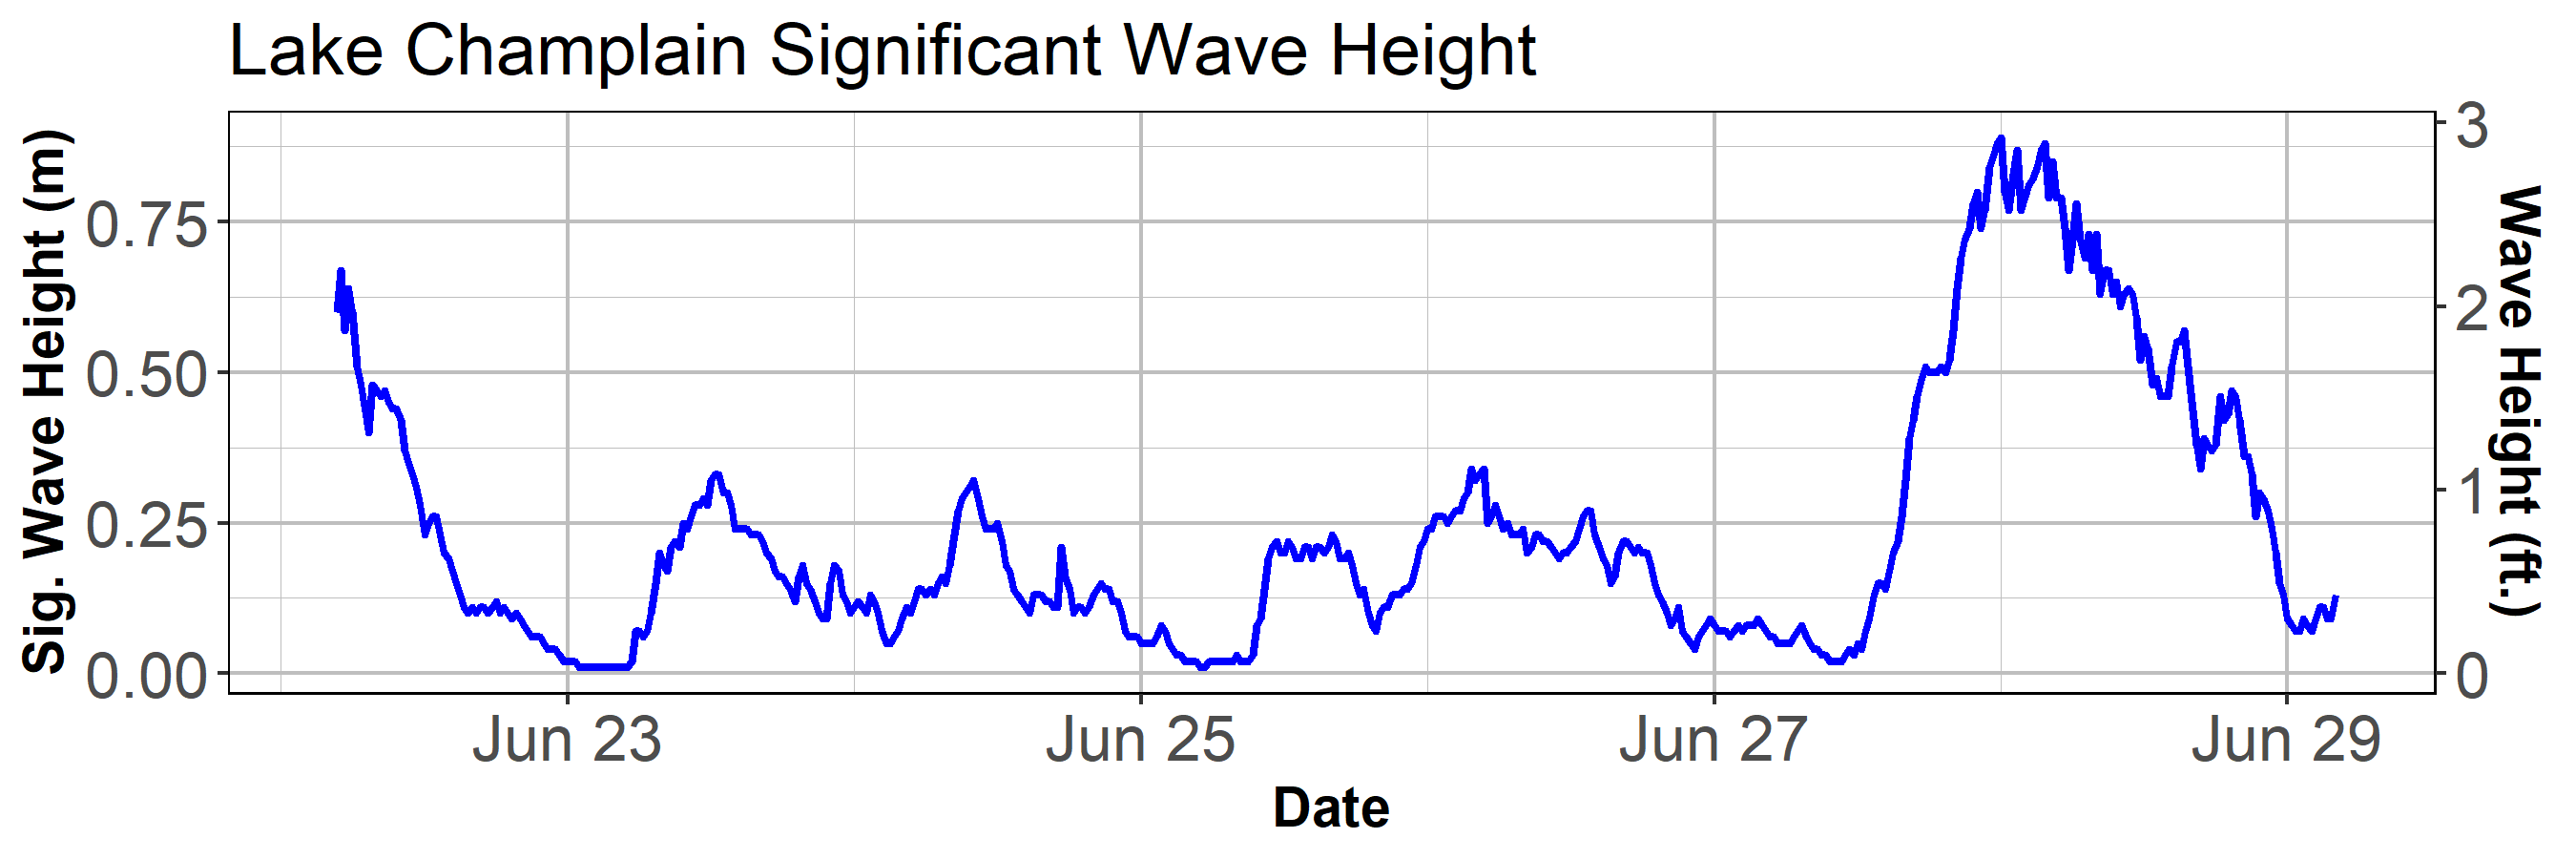 Lake Champlain Significant Wave Height
Sig. Wave Height (m)
0.75
0.50
0.25
0.00
3
2
1
0
Wave Height (ft.)
Jun 23
Jun 25
Jun 27
Jun 29
Date